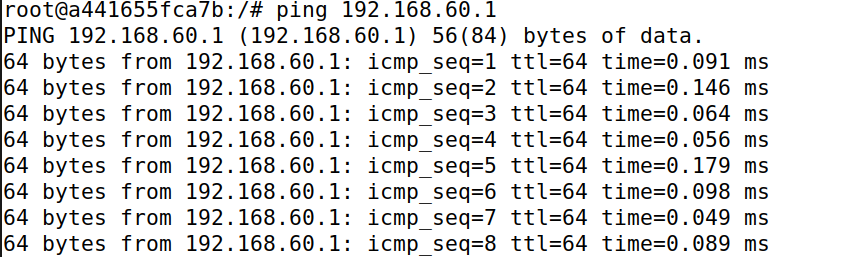 root@a441655fca7b:/# ping 192.168.60.1
PING 192.168.60.1 (192.168.60.1) 56(84) bytes of data.
64 bytes from 192.168.60.1: icmp_seq=1 ttl=64 time=0.091 ms
64 bytes from 192.168.60.1: icmp_seq=2 ttl=64 time=0.146 ms
64 bytes from 192.168.60.1: icmp_seq=3 ttl=64 time=0.064 ms
64 bytes from 192.168.60.1: icmp_seq=4 ttl=64 time=0.056 ms
64 bytes from 192.168.60.1: icmp_seq=5 ttl=64 time=0.179 ms
64 bytes from 192.168.60.1: icmp_seq=6 ttl=64 time=0.098 ms
64 bytes from 192.168.60.1: icmp_seq=7 ttl=64 time=0.049 ms
64 bytes from 192.168.60.1: icmp_seq=8 ttl=64 time=0.089 ms